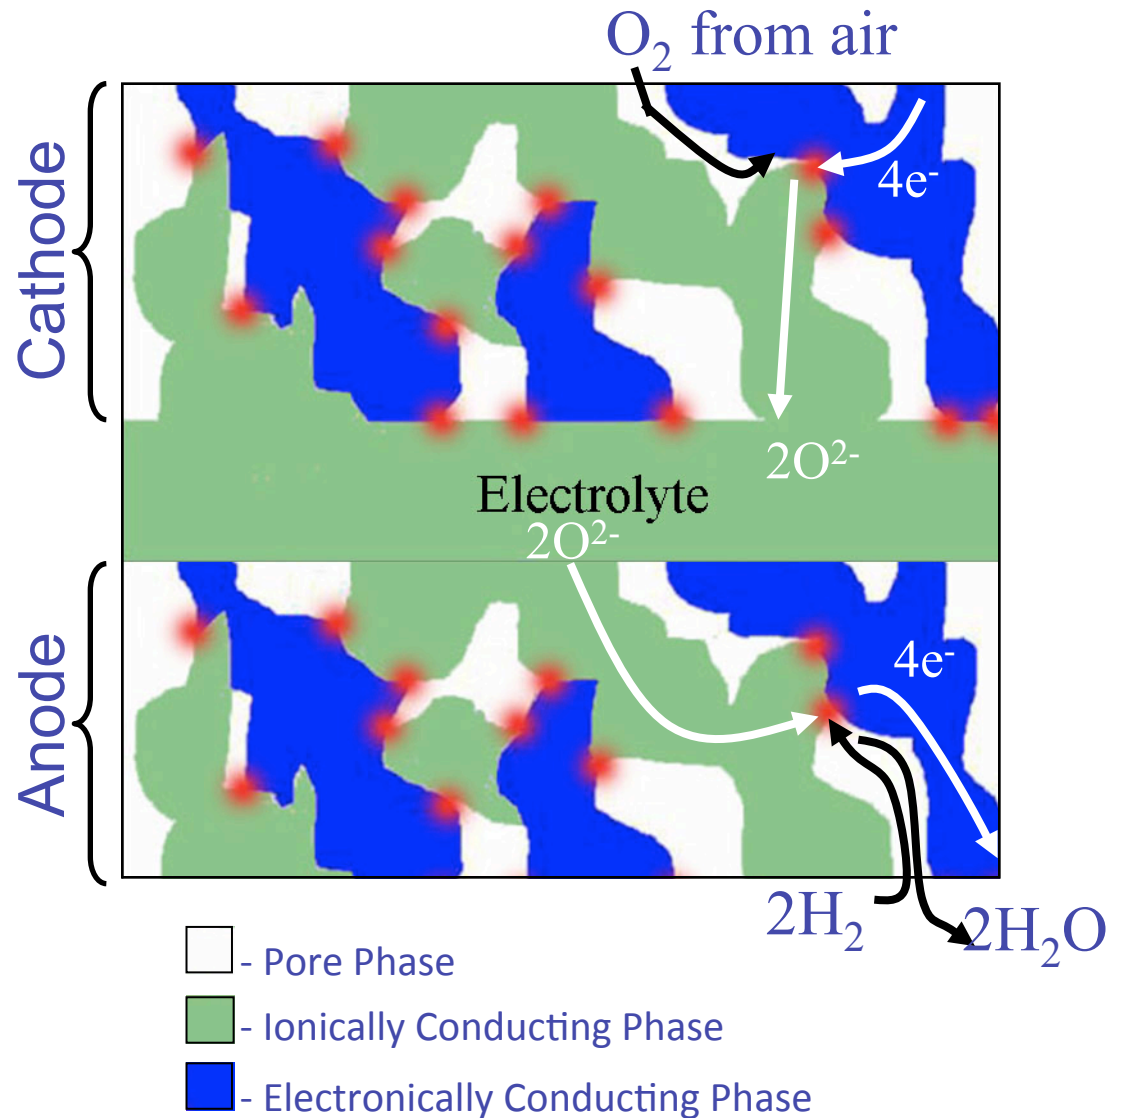 O₂ from air
Cathode
4e⁻
2O²⁻
Electrolyte
2O²⁻
Anode
4e⁻
2H₂
2H₂O
- Pore Phase
- Ionically Conducting Phase
- Electronically Conducting Phase